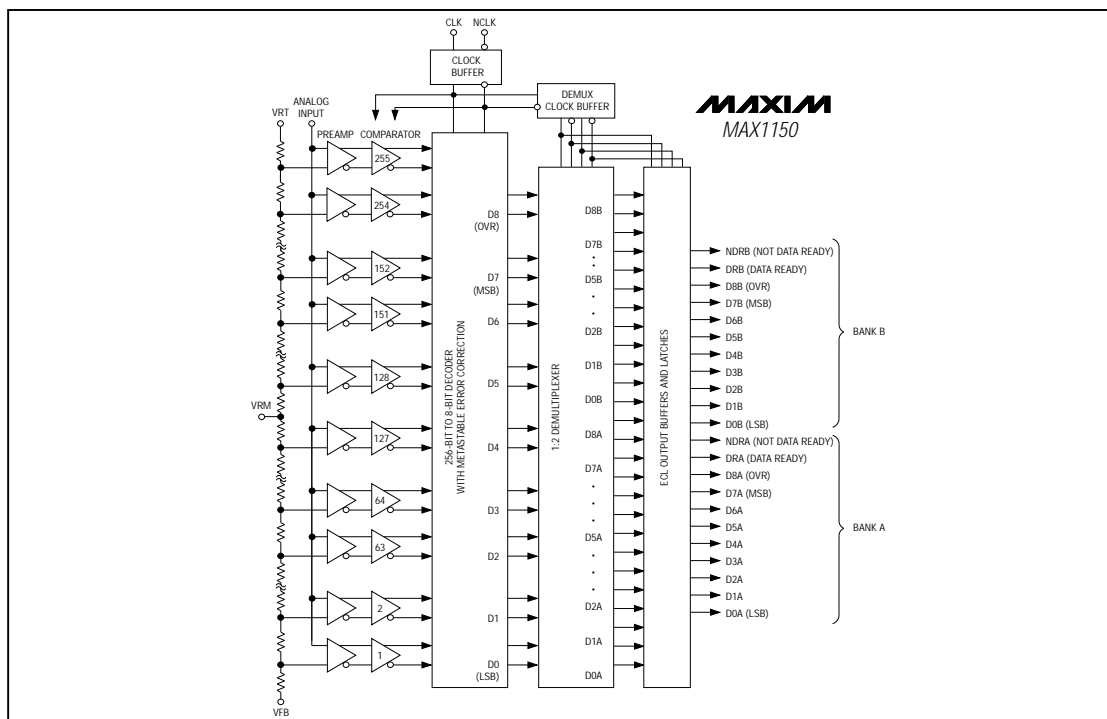 CLK
NCLK
CLOCK
BUFFER
DEMUX
CLOCK BUFFER
MAXIM
MAX1150
ANALOG
INPUT
VRT
PREAMP
COMPARATOR
255
254
152
151
128
127
64
63
2
1
VRM
VFB
256-BIT TO 8-BIT DECODER
WITH METASTABLE ERROR CORRECTION
D8
(OVR)
D7
(MSB)
D6
D5
D4
D3
D2
D1
D0
(LSB)
1:2 DEMULTIPLEXER
D8B
D7B
D5B
D2B
D1B
D0B
D8A
D7A
D5A
D2A
D1A
D0A
ECL OUTPUT BUFFERS AND LATCHES
NDRB (NOT DATA READY)
DRB (DATA READY)
D8B (OVR)
D7B (MSB)
D6B
D5B
D4B
D3B
D2B
D1B
D0B (LSB)
BANK B
NDRA (NOT DATA READY)
DRA (DATA READY)
D8A (OVR)
D7A (MSB)
D6A
D5A
D4A
D3A
D2A
D1A
D0A (LSB)
BANK A